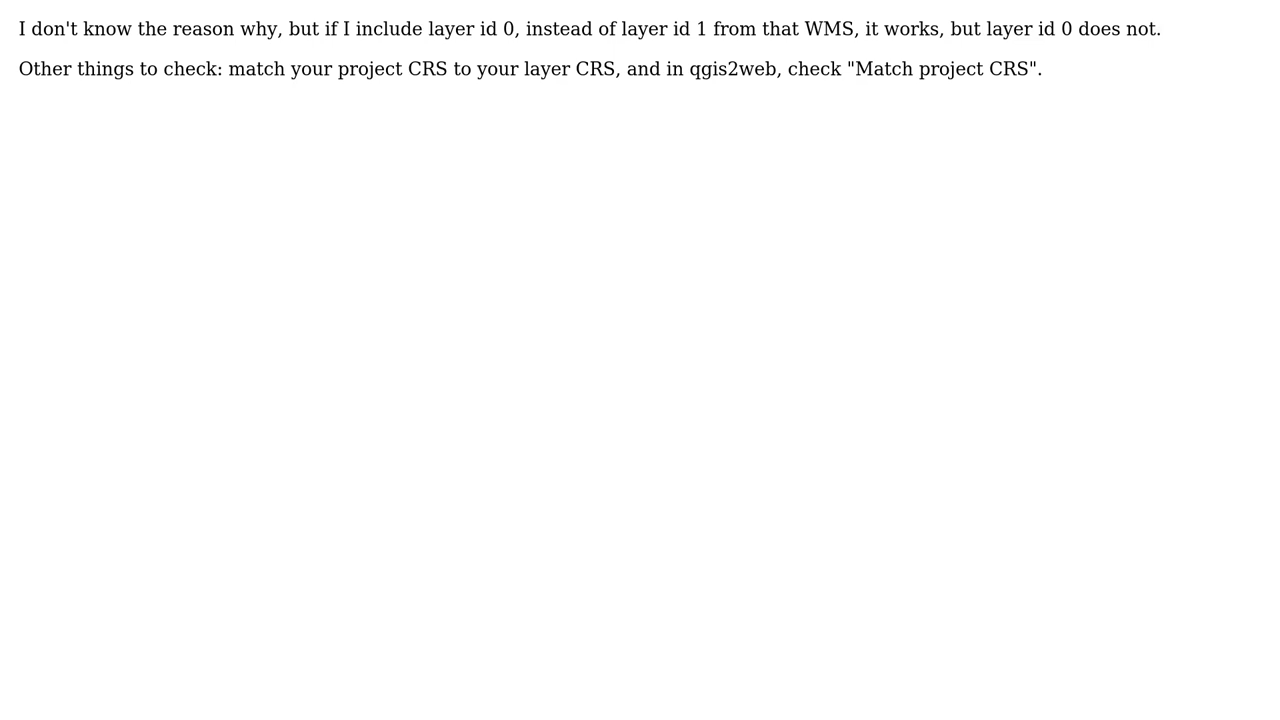 I don't know the reason why, but if I include layer id 0, instead of layer id 1 from that WMS, it works, but layer id 0 does not.
Other things to check: match your project CRS to your layer CRS, and in qgis2web, check "Match project CRS".